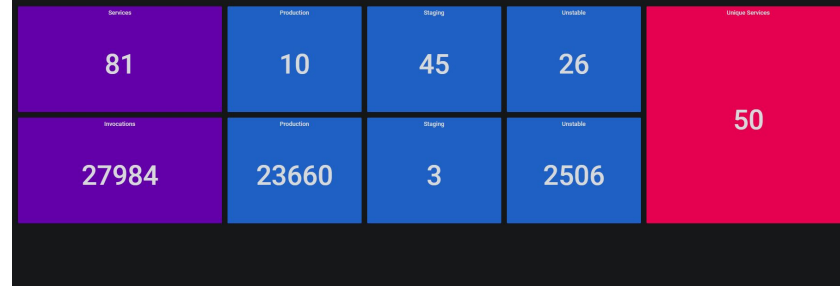 Services
Production
Staging
Unstable
Unique Services
81
10
45
26
50
Invocations
Production
Staging
Unstable
27984
23660
3
2506